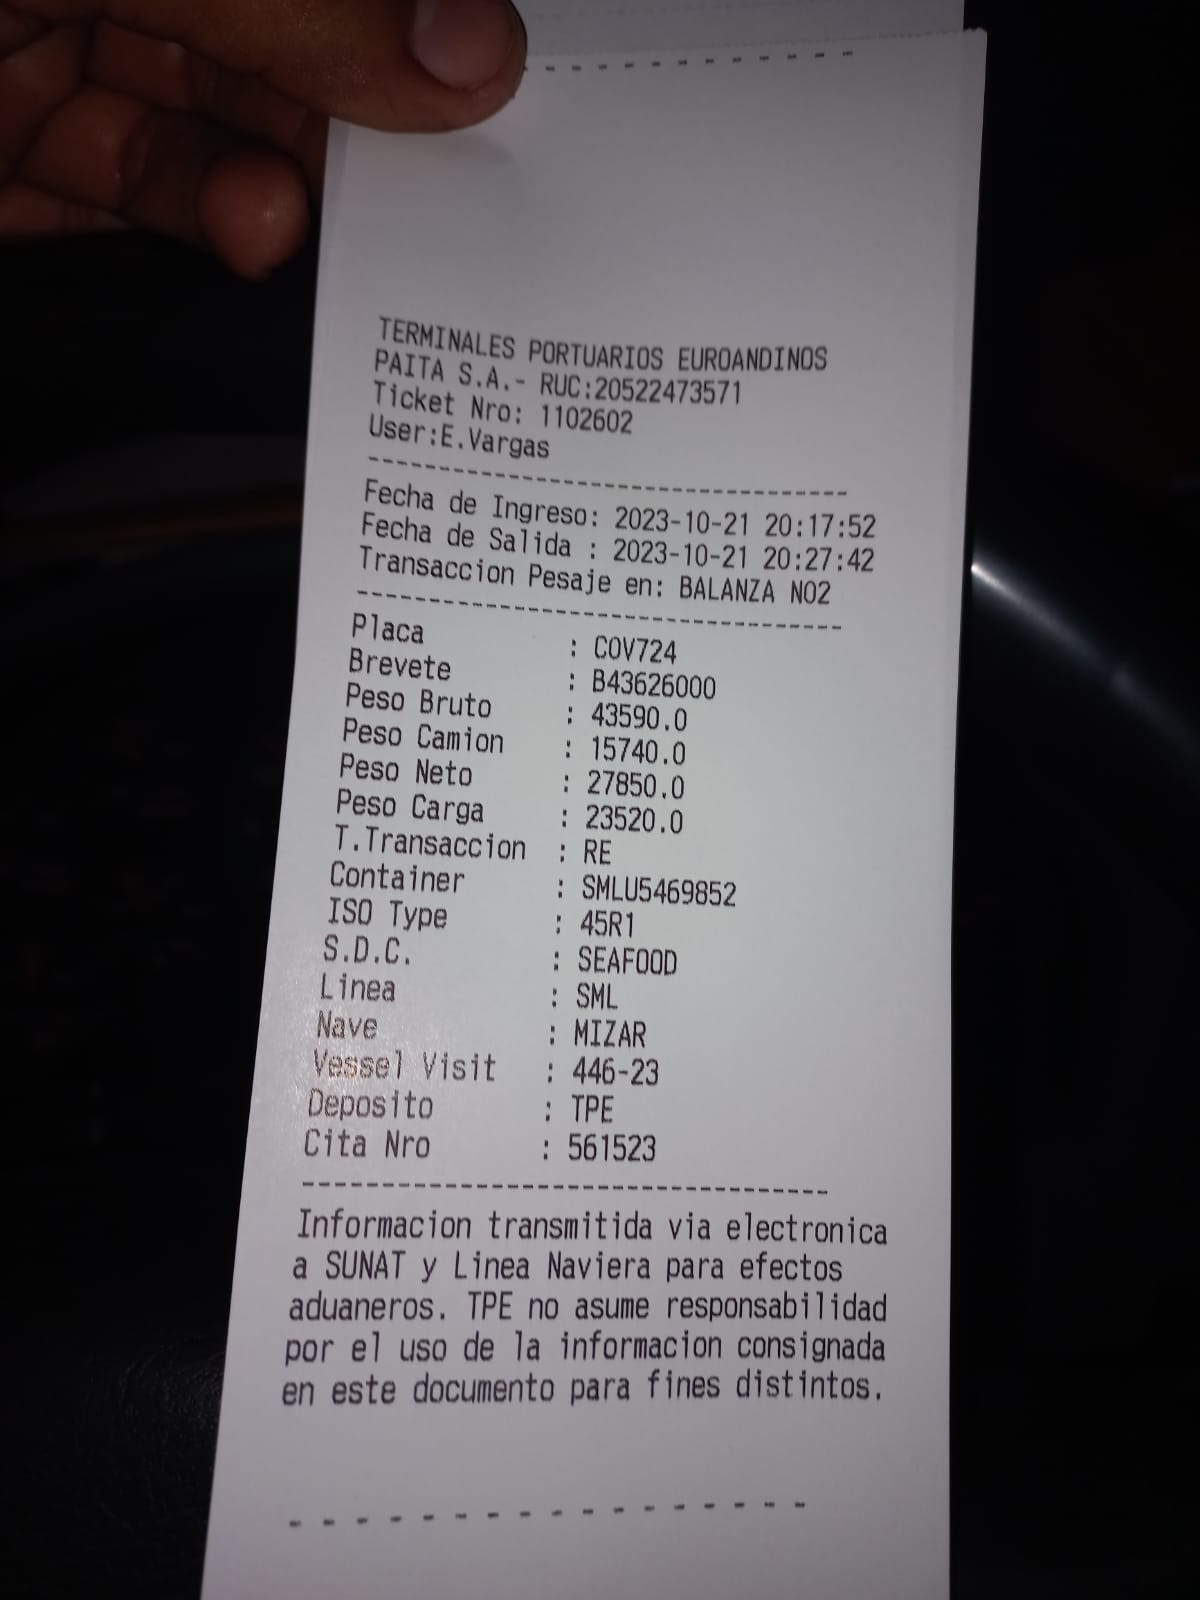 TERMINALES PORTUARIOS EUROANDINOS
PAITA S.A.- RUC:20522473571
Ticket Nro: 1102602
User:E.Vargas
----------------------------------
Fecha de Ingreso: 2023-10-21 20:17:52
Fecha de Salida : 2023-10-21 20:27:42
Transaccion Pesaje en: BALANZA NO2
----------------------------------
Placa : COV724
Brevete : B43626000
Peso Bruto : 43590.0
Peso Camion : 15740.0
Peso Neto : 27850.0
Peso Carga : 23520.0
T.Transaccion : RE
Container : SMLU5469852
ISO Type : 45R1
S.D.C. : SEAFOOD
Linea : SML
Nave : MIZAR
Vessel Visit : 446-23
Deposito : TPE
Cita Nro : 561523
----------------------------------
Informacion transmitida via electronica
a SUNAT y Linea Naviera para efectos
aduaneros. TPE no asume responsabilidad
por el uso de la informacion consignada
en este documento para fines distintos.